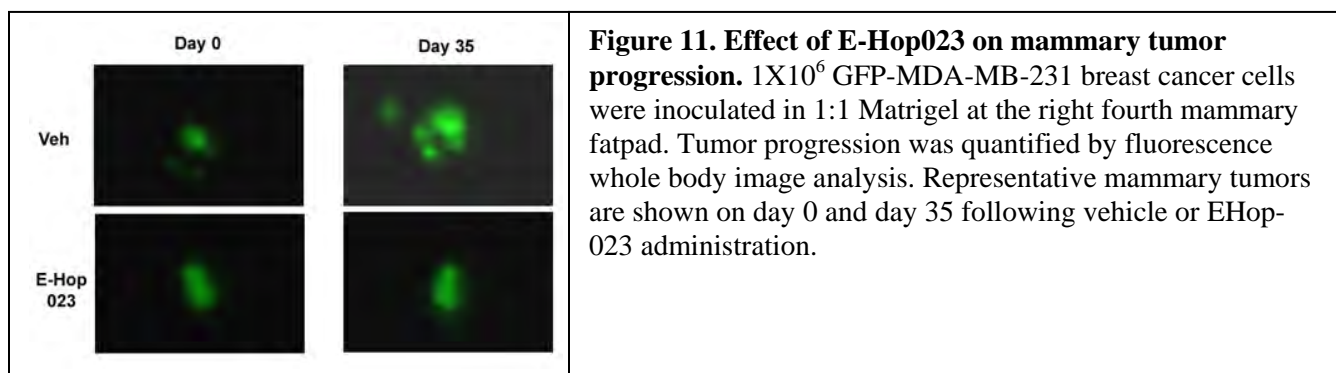 Day 0
Day 35
Veh
E-Hop
023
Figure 11. Effect of E-Hop023 on mammary tumor
progression. 1X10⁶ GFP-MDA-MB-231 breast cancer cells
were inoculated in 1:1 Matrigel at the right fourth mammary
fatpad. Tumor progression was quantified by fluorescence
whole body image analysis. Representative mammary tumors
are shown on day 0 and day 35 following vehicle or EHop-
023 administration.